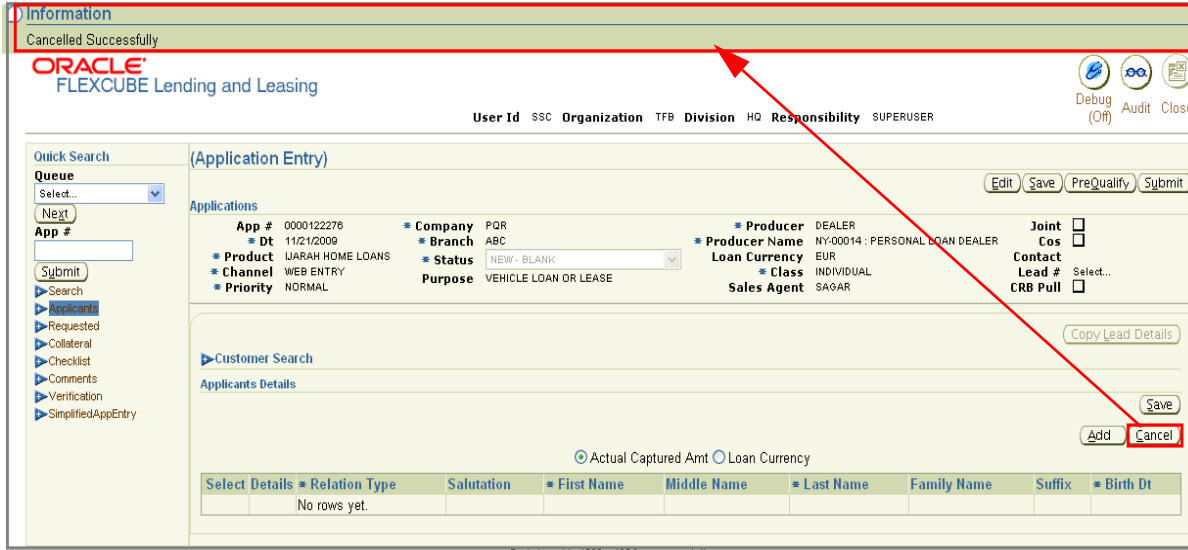 Information
Cancelled Successfully
ORACLE
FLEXCUBE Lending and Leasing
Debug (Off) Audit Close
User Id SSC Organization TFB Division HQ Responsibility SUPERUSER
Quick Search
Queue
Select...
Next
App #
Submit
Search
Applicants
Requested
Collateral
Checklist
Comments
Verification
SimplifiedAppEntry
(Application Entry)
Edit Save PreQualify Submit
Applications
App # 0000122276 * Company PQR * Producer DEALER Joint
* Dt 11/21/2009 * Branch ABC * Producer Name NY-00014 : PERSONAL LOAN DEALER Cos
* Product IJARAH HOME LOANS * Status NEW - BLANK Loan Currency EUR Contact
* Channel WEB ENTRY Purpose VEHICLE LOAN OR LEASE * Class INDIVIDUAL Lead # Select...
* Priority NORMAL Sales Agent SAGAR CRB Pull
Copy Lead Details
Customer Search
Applicants Details
Save
Add Cancel
Actual Captured Amt Loan Currency
Select Details * Relation Type Salutation * First Name Middle Name * Last Name Family Name Suffix * Birth Dt
No rows yet.